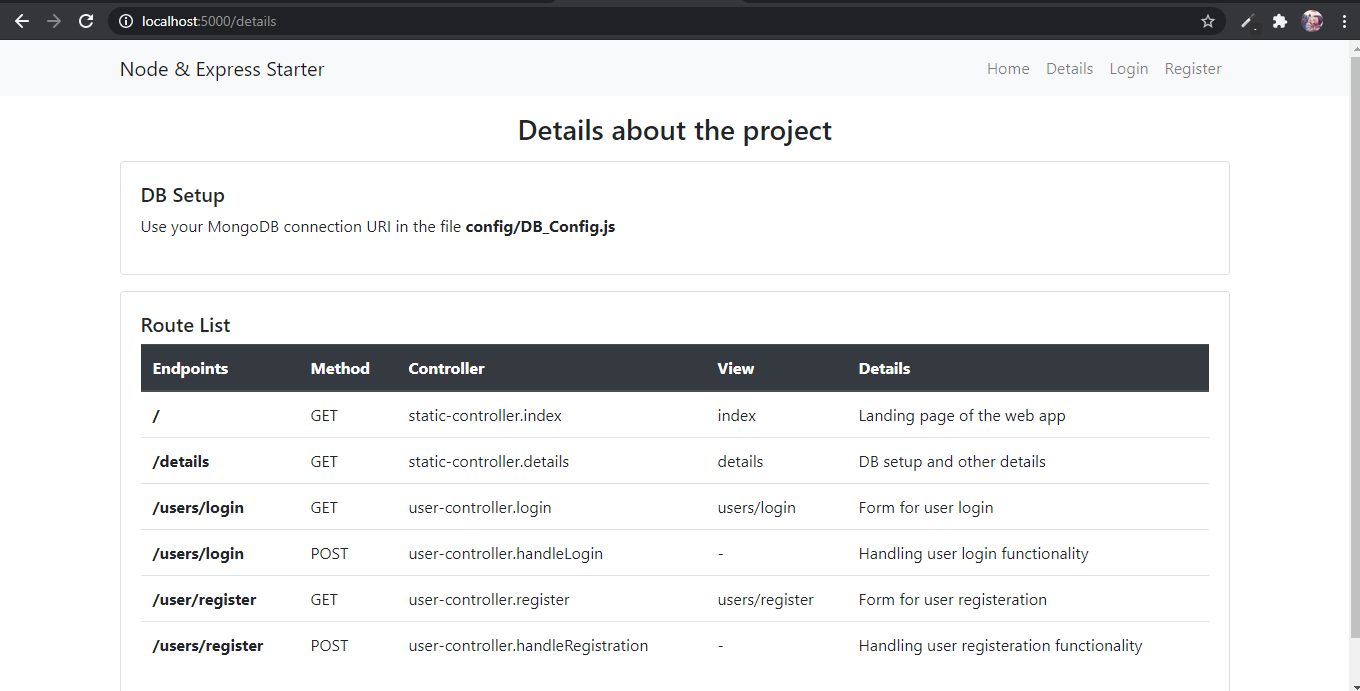 localhost:5000/details
Node & Express Starter Home Details Login Register
Details about the project
DB Setup
Use your MongoDB connection URI in the file config/DB_Config.js
Route List
Endpoints Method Controller View Details
/ GET static-controller.index index Landing page of the web app
/details GET static-controller.details details DB setup and other details
/users/login GET user-controller.login users/login Form for user login
/users/login POST user-controller.handleLogin - Handling user login functionality
/user/register GET user-controller.register users/register Form for user registeration
/users/register POST user-controller.handleRegistration - Handling user registeration functionality